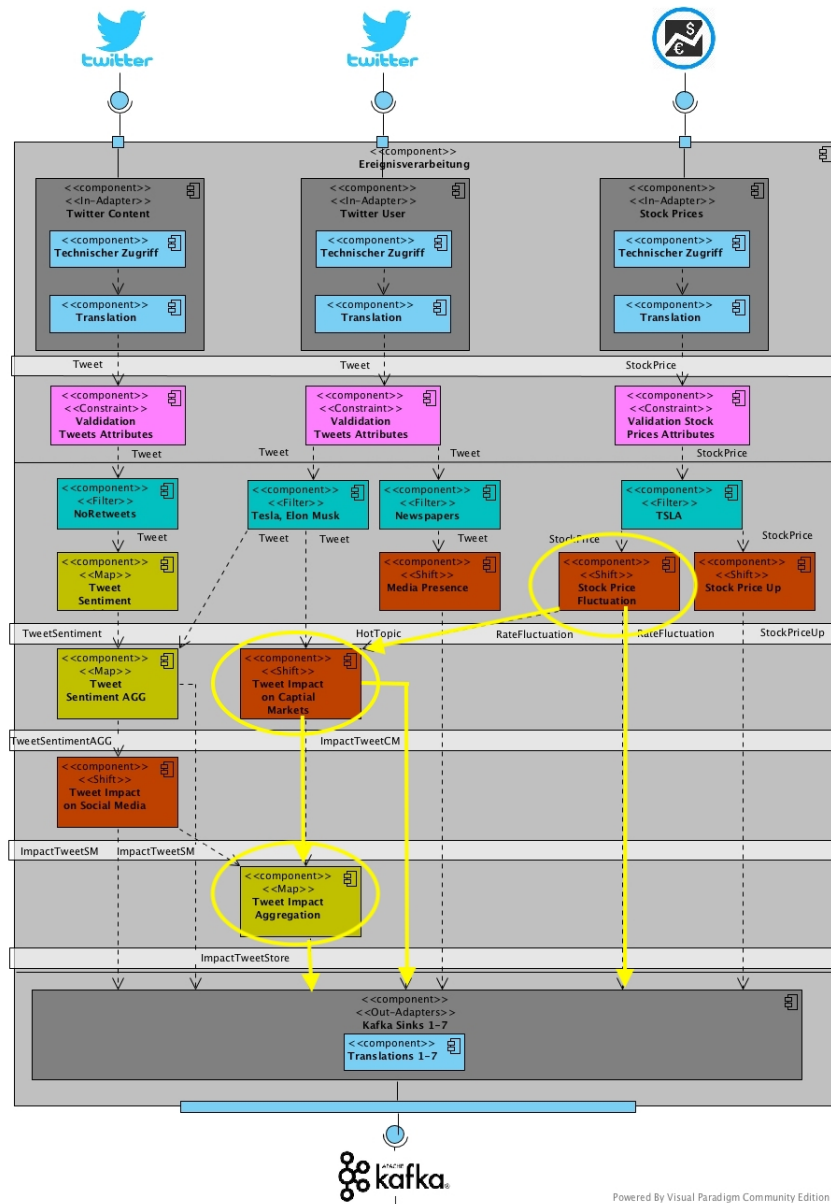 twitter
twitter
$
€
<<component>>
Ereignisverarbeitung
<<component>>
<<In-Adapter>>
Twitter Content
<<component>>
<<In-Adapter>>
Twitter User
<<component>>
<<In-Adapter>>
Stock Prices
<<component>>
Technischer Zugriff
<<component>>
Technischer Zugriff
<<component>>
Technischer Zugriff
<<component>>
Translation
<<component>>
Translation
<<component>>
Translation
Tweet
Tweet
StockPrice
<<component>>
<<Constraint>>
Valdidation
Tweets Attributes
<<component>>
<<Constraint>>
Valdidation
Tweets Attributes
<<component>>
<<Constraint>>
Validation Stock
Prices Attributes
Tweet
Tweet
Tweet
StockPrice
<<component>>
<<Filter>>
NoRetweets
<<component>>
<<Filter>>
Tesla, Elon Musk
<<component>>
<<Filter>>
Newspapers
<<component>>
<<Filter>>
TSLA
Tweet
Tweet
Tweet
Tweet
StockPrice
StockPrice
<<component>>
<<Map>>
Tweet
Sentiment
<<component>>
<<Shift>>
Media Presence
<<component>>
<<Shift>>
Stock Price
Fluctuation
<<component>>
<<Shift>>
Stock Price Up
TweetSentiment
HotTopic
RateFluctuation
RateFluctuation
StockPriceUp
<<component>>
<<Map>>
Tweet
Sentiment AGG
<<component>>
<<Shift>>
Tweet Impact
on Captial
Markets
TweetSentimentAGG
ImpactTweetCM
<<component>>
<<Shift>>
Tweet Impact
on Social Media
ImpactTweetSM
ImpactTweetSM
<<component>>
<<Map>>
Tweet Impact
Aggregation
ImpactTweetStore
<<component>>
<<Out-Adapters>>
Kafka Sinks 1-7
<<component>>
Translations 1-7
APACHE
kafka
Powered By Visual Paradigm Community Edition